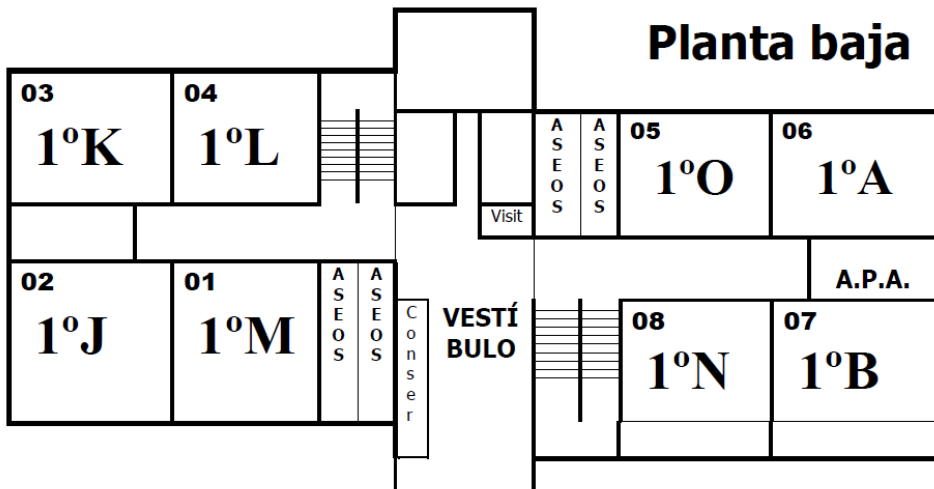 Planta baja
03
1ºK
04
1ºL
ASEOS
ASEOS
05
1ºO
06
1ºA
Visit
02
1ºJ
01
1ºM
ASEOS
ASEOS
Conser
VESTÍ
BULO
A.P.A.
08
1ºN
07
1ºB